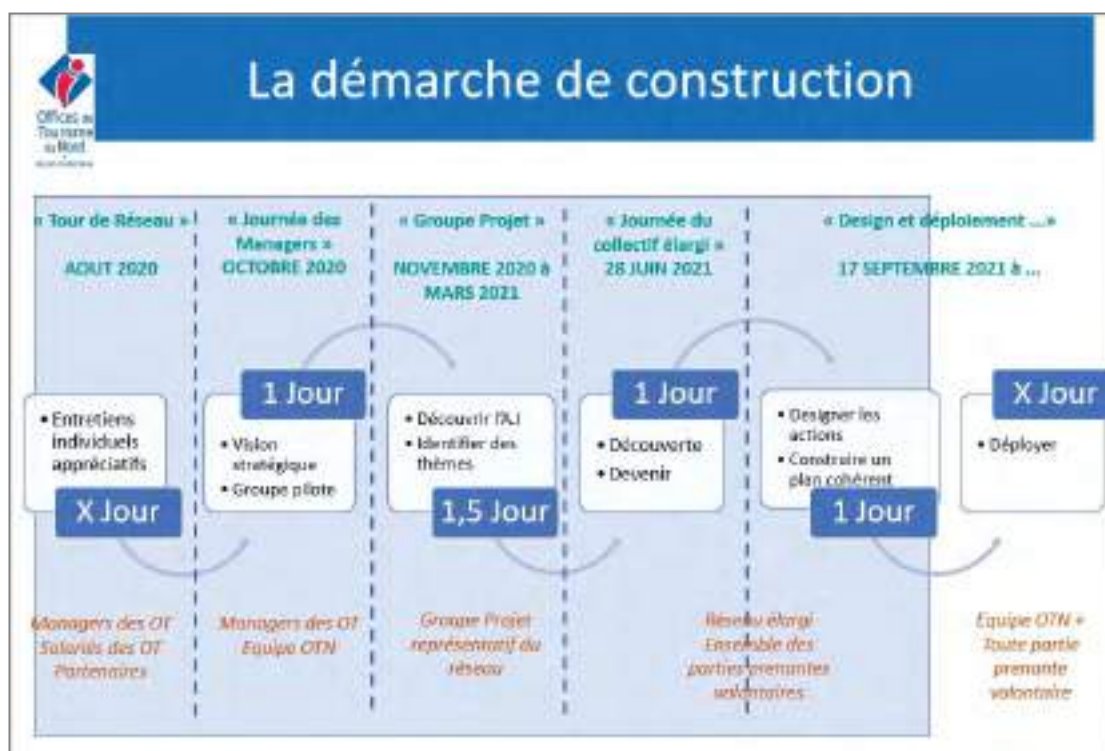 La démarche de construction
Offices de
Tourisme
du Nord
« Tour de Réseau »
AOUT 2020
« Journée des
Managers »
OCTOBRE 2020
« Groupe Projet »
NOVEMBRE 2020 à
MARS 2021
« Journée du
collectif élargi »
28 JUIN 2021
« Design et déploiement ...»
17 SEPTEMBRE 2021 à ...
• Entretiens
individuels
appréciatifs
X Jour
1 Jour
• Vision
stratégique
• Groupe pilote
• Découvrir l'A.I
• Identifier des
thèmes
1,5 Jour
1 Jour
• Découverte
• Devenir
• Designer les
actions
• Construire un
plan cohérent
1 Jour
X Jour
• Déployer
Managers des OT
Salariés des OT
Partenaires
Managers des OT
Equipe OTN
Groupe Projet
représentatif du
réseau
Réseau élargi
Ensemble des
parties prenantes
volontaires
Equipe OTN +
Toute partie
prenante
volontaire